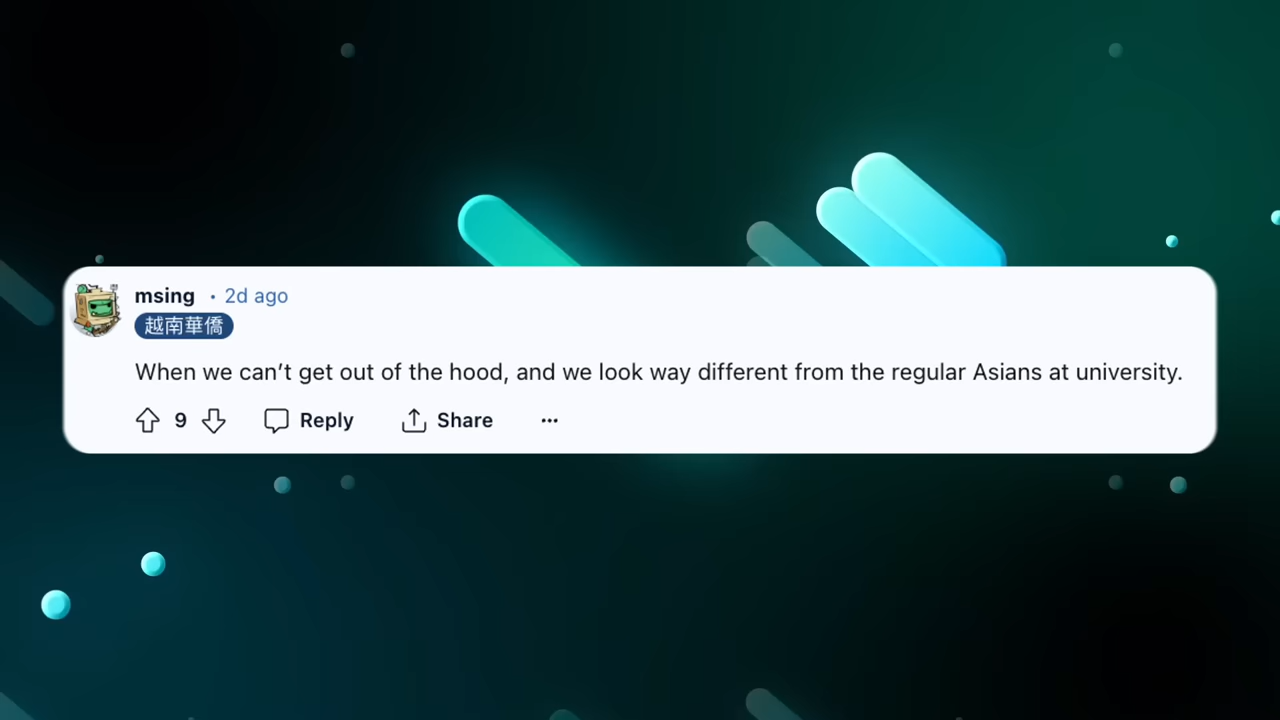 msing • 2d ago
越南華僑
When we can’t get out of the hood, and we look way different from the regular Asians at university.
9 Reply Share ···